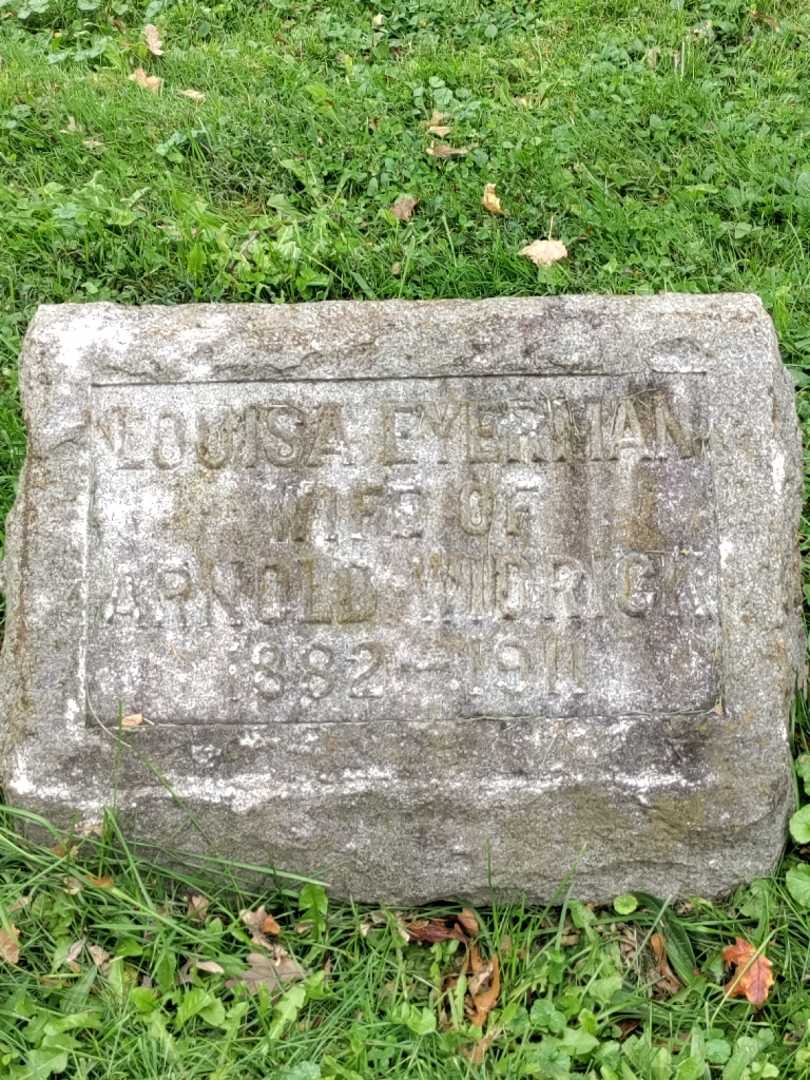 LOUISA EYERMAN
WIFE OF
ARNOLD WIDRICK
1882-1911